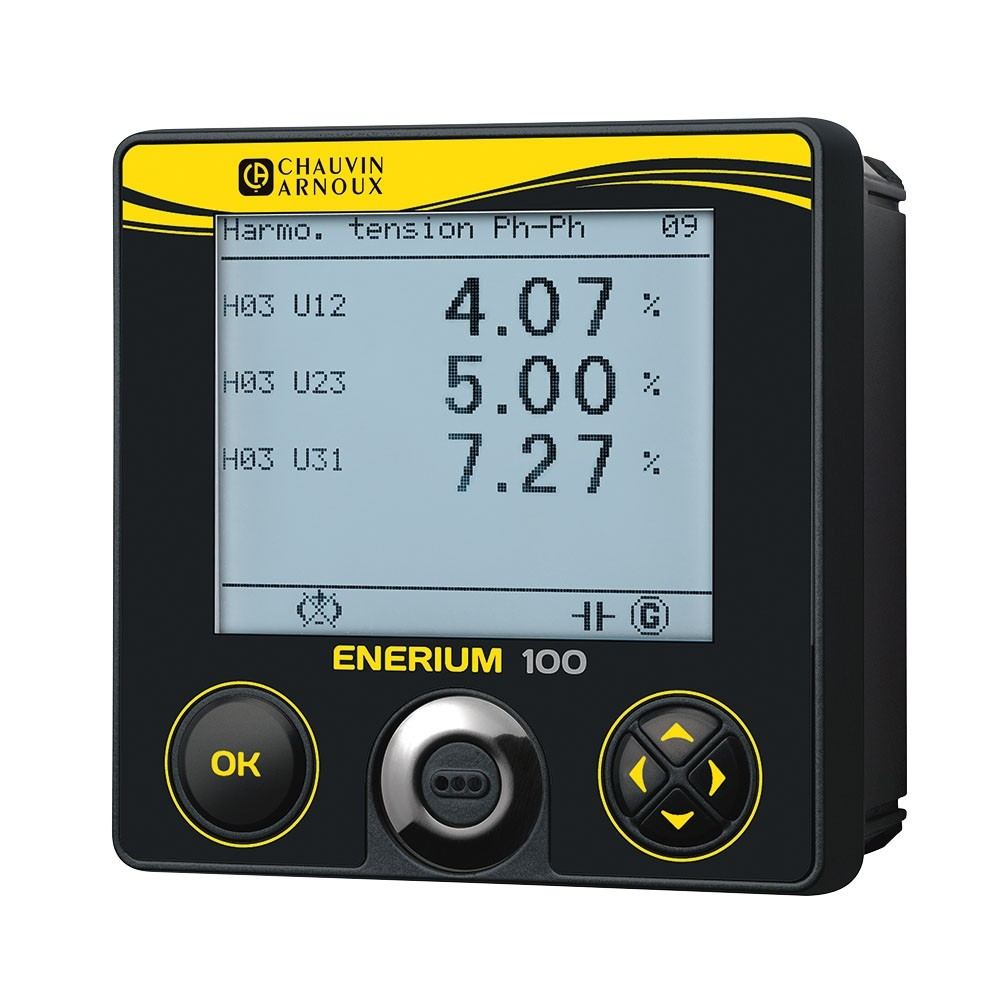 CHAUVIN
ARNOUX
Harmo. tension Ph-Ph 09
H03 U12 4.07 %
H03 U23 5.00 %
H03 U31 7.27 %
G
ENERIUM 100
OK